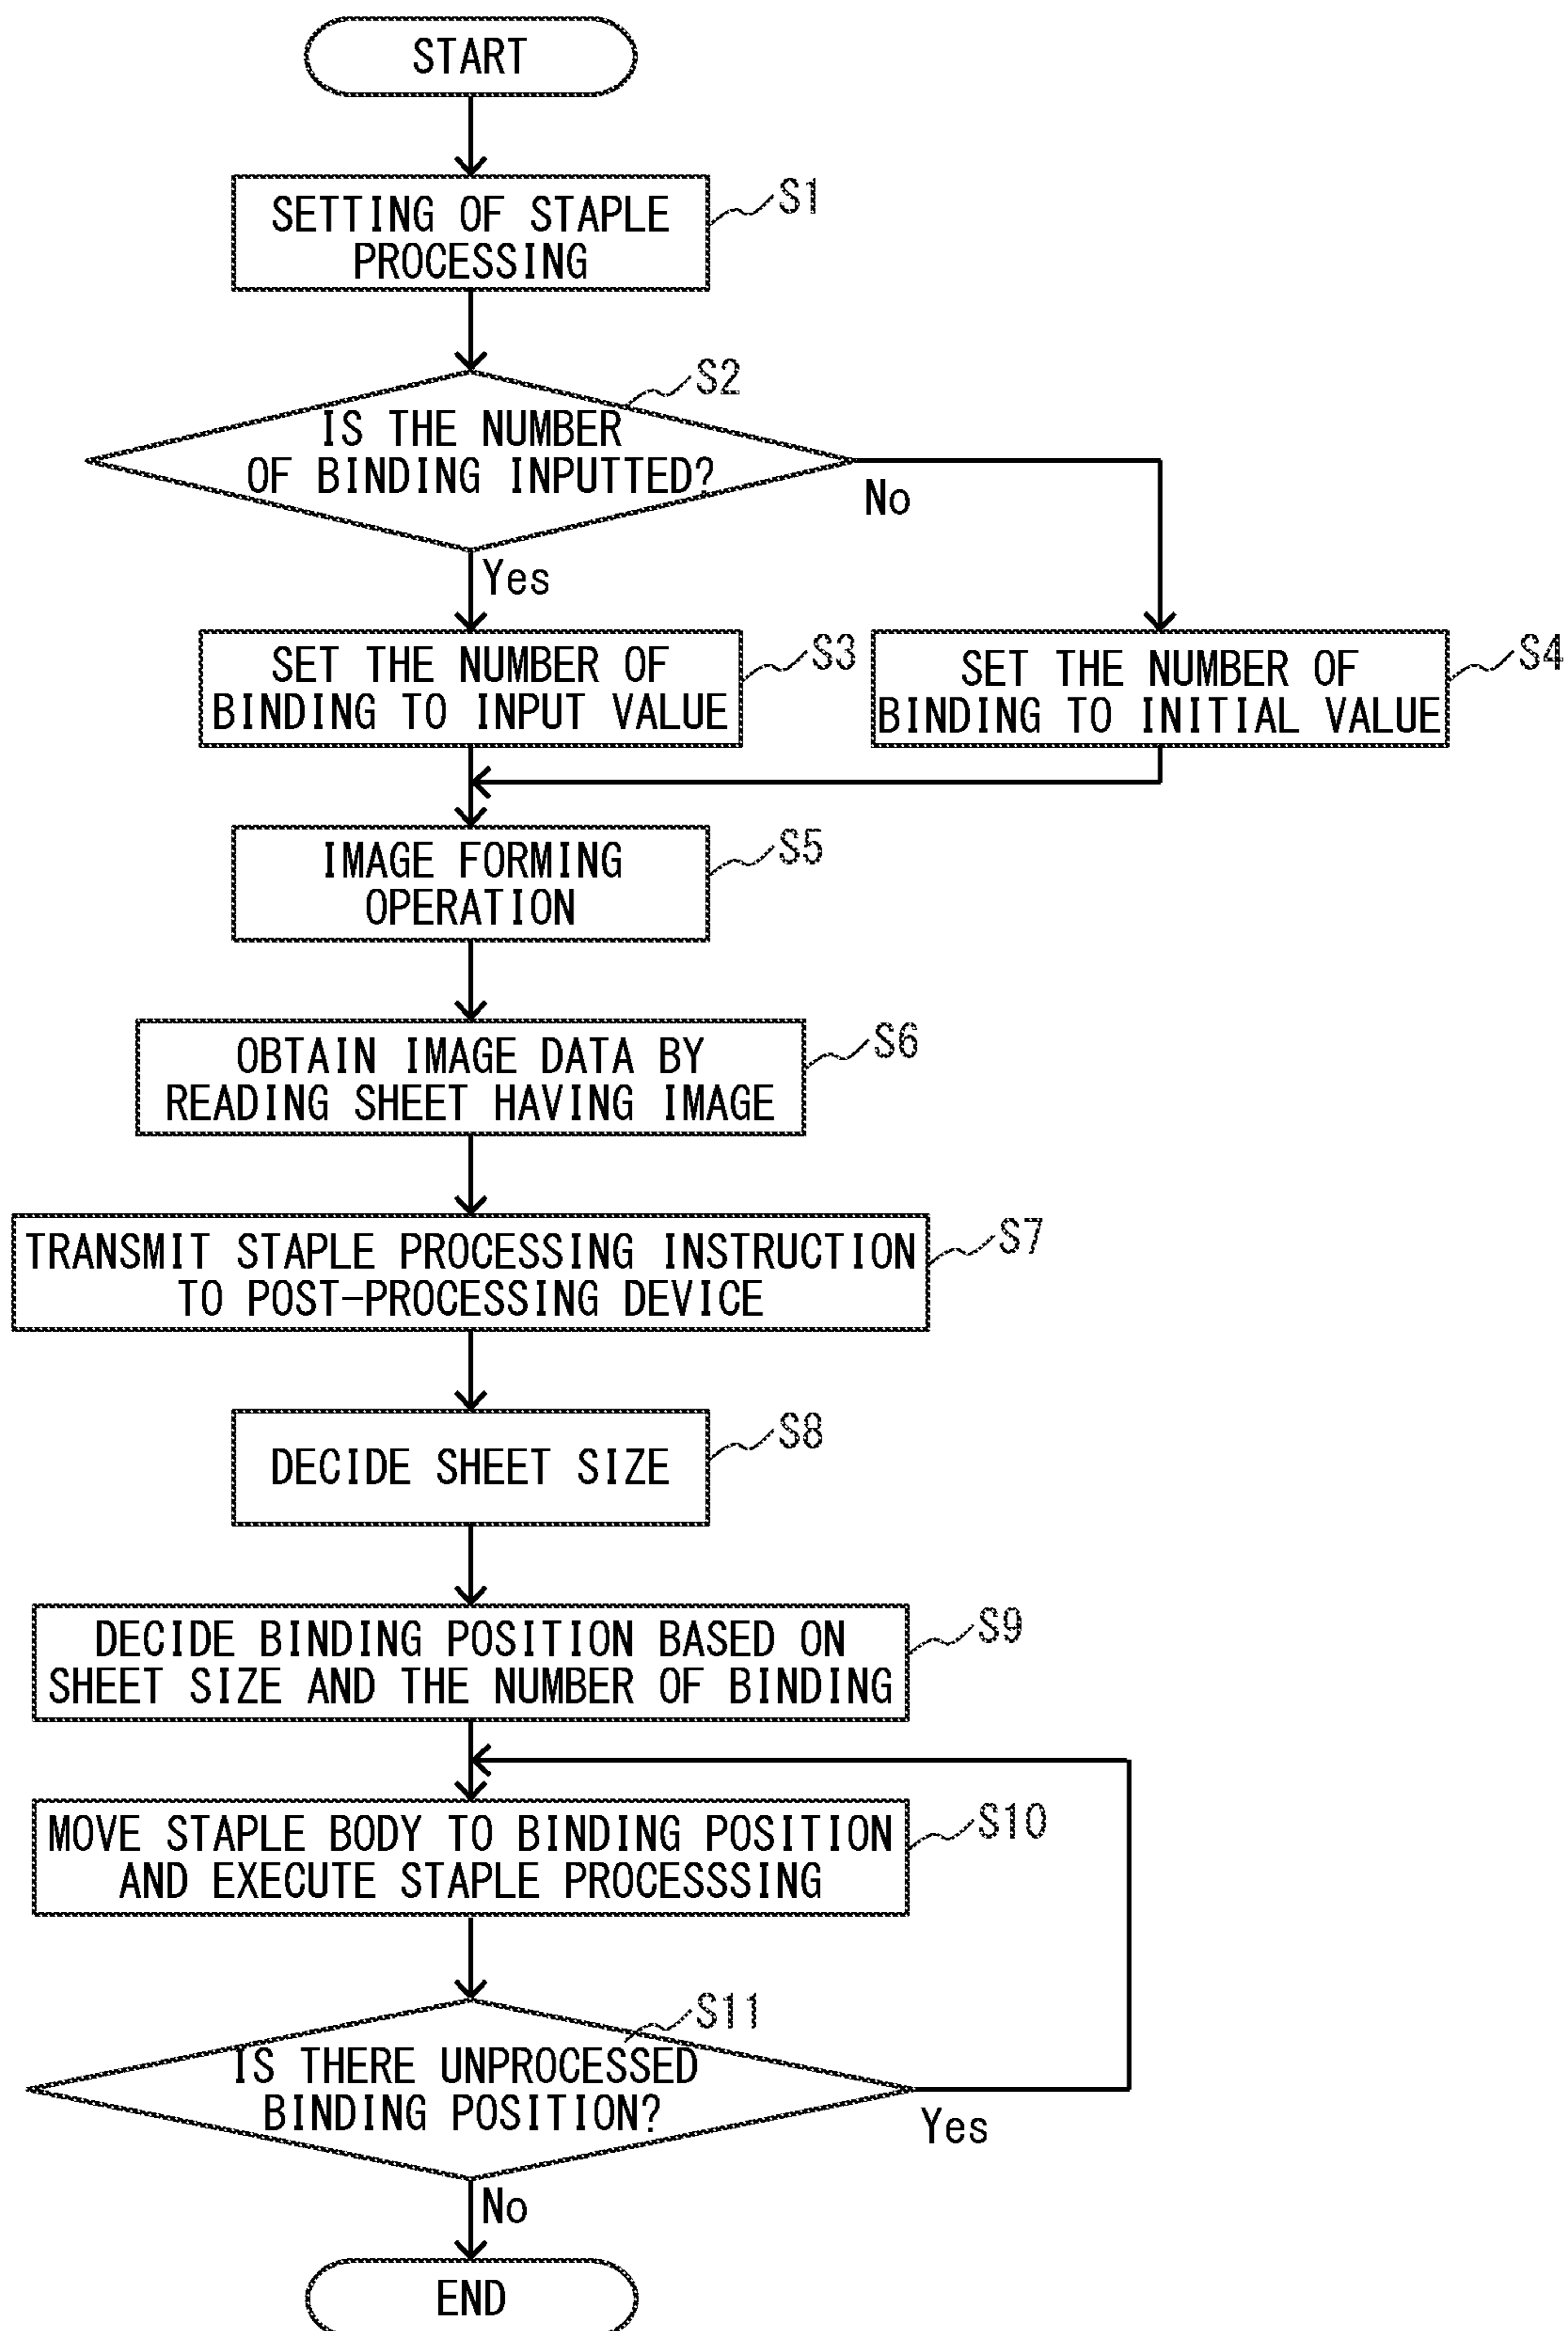 START
SETTING OF STAPLE
PROCESSING
S1
S2
IS THE NUMBER
OF BINDING INPUTTED?
No
Yes
SET THE NUMBER OF
BINDING TO INPUT VALUE
S3
SET THE NUMBER OF
BINDING TO INITIAL VALUE
S4
IMAGE FORMING
OPERATION
S5
OBTAIN IMAGE DATA BY
READING SHEET HAVING IMAGE
S6
TRANSMIT STAPLE PROCESSING INSTRUCTION
TO POST-PROCESSING DEVICE
S7
DECIDE SHEET SIZE
S8
DECIDE BINDING POSITION BASED ON
SHEET SIZE AND THE NUMBER OF BINDING
S9
MOVE STAPLE BODY TO BINDING POSITION
AND EXECUTE STAPLE PROCESSSING
S10
S11
IS THERE UNPROCESSED
BINDING POSITION?
Yes
No
END